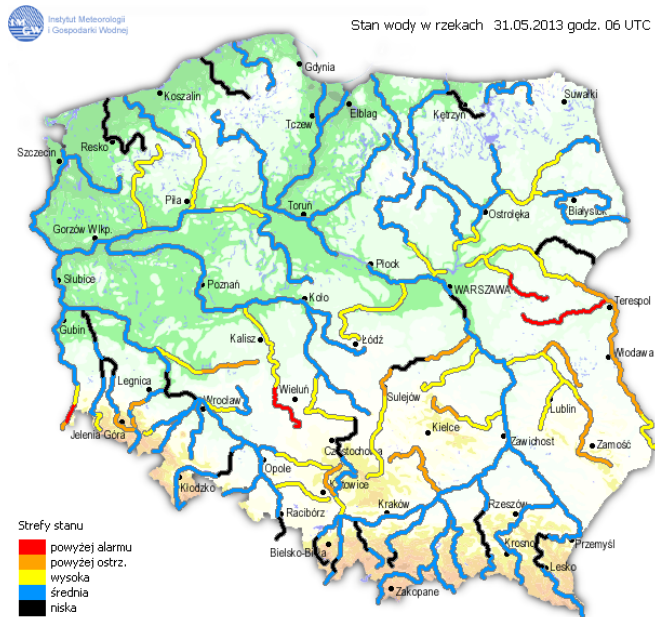 IMGW
Instytut Meteorologii
i Gospodarki Wodnej
Stan wody w rzekach 31.05.2013 godz. 06 UTC
Gdynia
Koszalin
Suwałki
Elbląg
Kętrzyn
Tczew
Resko
Szczecin
Piła
Toruń
Ostrołęka
Białystok
Gorzów Wlkp.
Płock
Słubice
Poznań
Koło
WARSZAWA
Terespol
Gubin
Kalisz
Łódź
Włodawa
Legnica
Wieluń
Sulejów
Wrocław
Lublin
Jelenia Góra
Kielce
Zawichost
Zamość
Częstochowa
Opole
Kłodzko
Katowice
Racibórz
Kraków
Rzeszów
Bielsko-Biała
Krosno
Przemyśl
Lesko
Zakopane
Strefy stanu
powyżej alarmu
powyżej ostrz.
wysoka
średnia
niska